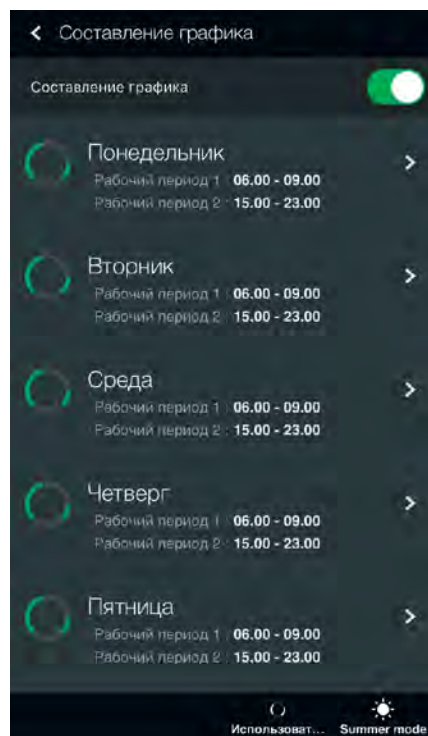 Составление графика
Составление графика
Понедельник
Рабочий период 1 : 06.00 - 09.00
Рабочий период 2 : 15.00 - 23.00
Вторник
Рабочий период 1 : 06.00 - 09.00
Рабочий период 2 : 15.00 - 23.00
Среда
Рабочий период 1 : 06.00 - 09.00
Рабочий период 2 : 15.00 - 23.00
Четверг
Рабочий период 1 : 06.00 - 09.00
Рабочий период 2 : 15.00 - 23.00
Пятница
Рабочий период 1 : 06.00 - 09.00
Рабочий период 2 : 15.00 - 23.00
Использоват... Summer mode